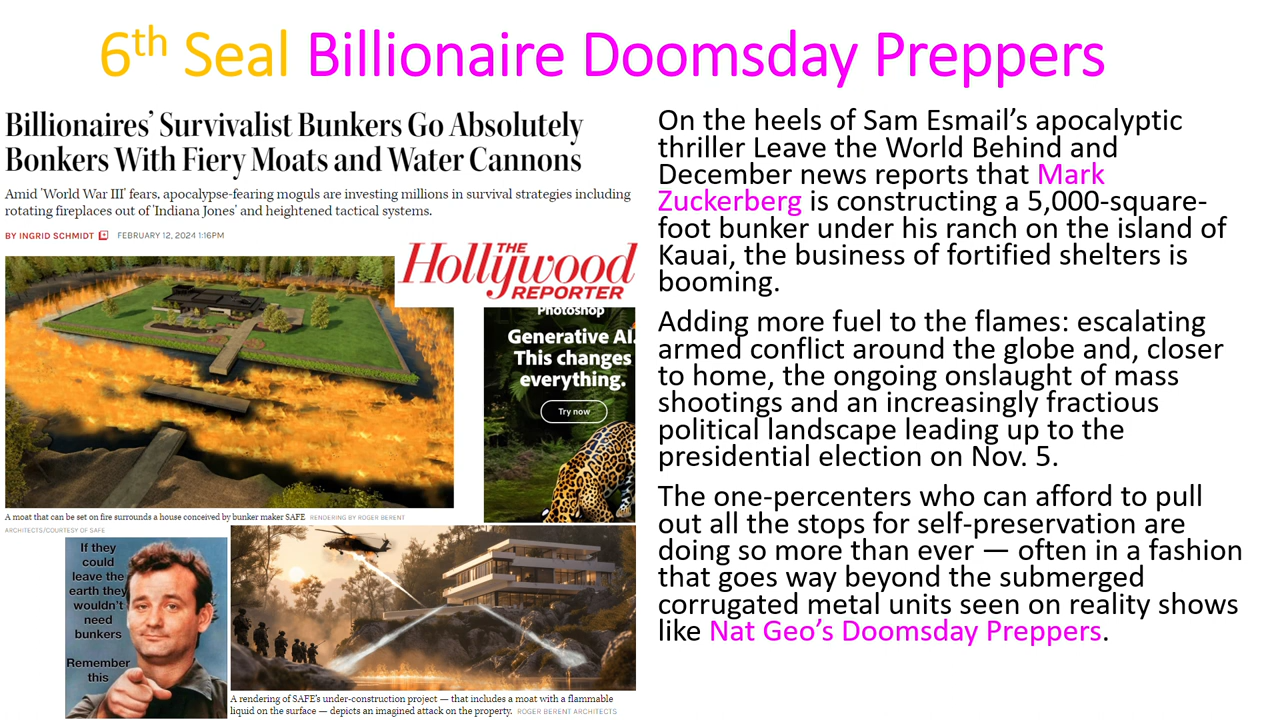 6th Seal Billionaire Doomsday Preppers
Billionaires’ Survivalist Bunkers Go Absolutely
Bonkers With Fiery Moats and Water Cannons
Amid 'World War III' fears, apocalypse-fearing moguls are investing millions in survival strategies including
rotating fireplaces out of 'Indiana Jones' and heightened tactical systems.
BY INGRID SCHMIDT FEBRUARY 12, 2024 1:16PM
THE
Hollywood
REPORTER
Photoshop
Generative AI.
This changes
everything.
Try now
A moat that can be set on fire surrounds a house conceived by bunker maker SAFE RENDERING BY ROGER BERENT
ARCHITECTS/COURTESY OF SAFE
If they
could
leave the
earth they
wouldn't
need
bunkers
Remember
this
A rendering of SAFE's under-construction project — that includes a moat with a flammable
liquid on the surface — depicts an imagined attack on the property. ROGER BERENT ARCHITECTS
On the heels of Sam Esmail’s apocalyptic
thriller Leave the World Behind and
December news reports that Mark
Zuckerberg is constructing a 5,000-square-
foot bunker under his ranch on the island of
Kauai, the business of fortified shelters is
booming.
Adding more fuel to the flames: escalating
armed conflict around the globe and, closer
to home, the ongoing onslaught of mass
shootings and an increasingly fractious
political landscape leading up to the
presidential election on Nov. 5.
The one-percenters who can afford to pull
out all the stops for self-preservation are
doing so more than ever — often in a fashion
that goes way beyond the submerged
corrugated metal units seen on reality shows
like Nat Geo’s Doomsday Preppers.